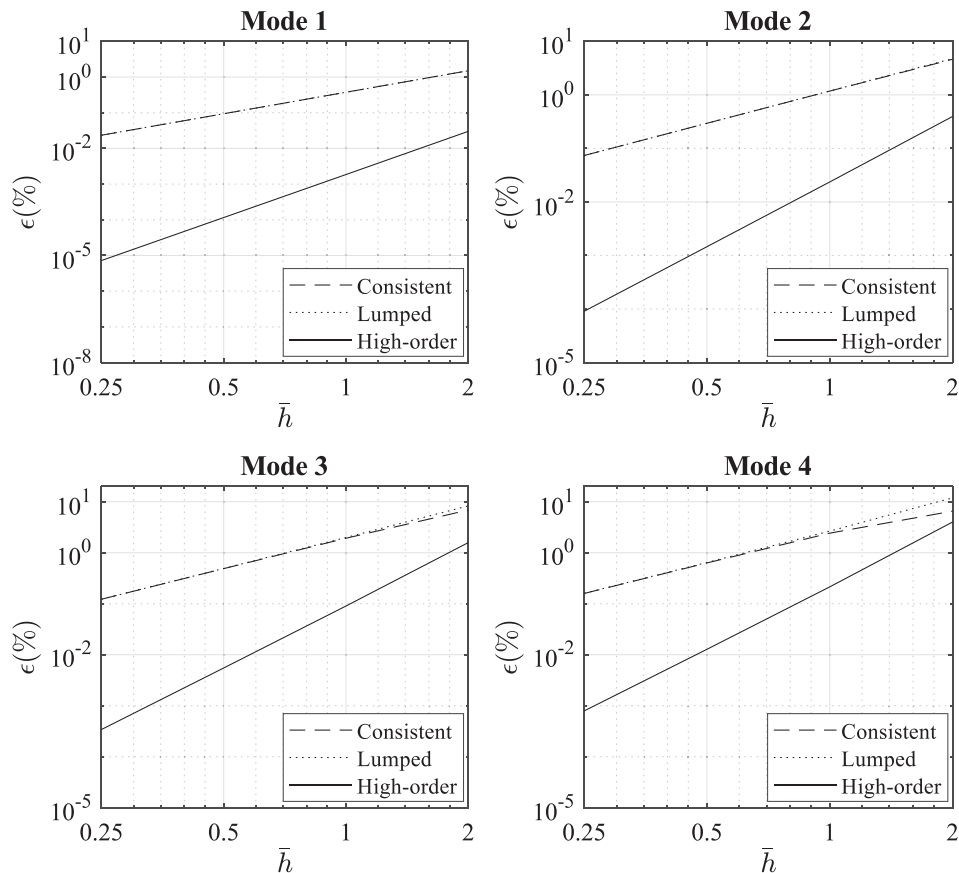 Mode 1
10^1
10^0
10^-2
10^-5
10^-8
ϵ(%)
Consistent
Lumped
High-order
0.25 0.5 1 2
h̄
Mode 2
10^1
10^0
10^-2
10^-5
ϵ(%)
Consistent
Lumped
High-order
0.25 0.5 1 2
h̄
Mode 3
10^1
10^0
10^-2
10^-5
ϵ(%)
Consistent
Lumped
High-order
0.25 0.5 1 2
h̄
Mode 4
10^1
10^0
10^-2
10^-5
ϵ(%)
Consistent
Lumped
High-order
0.25 0.5 1 2
h̄